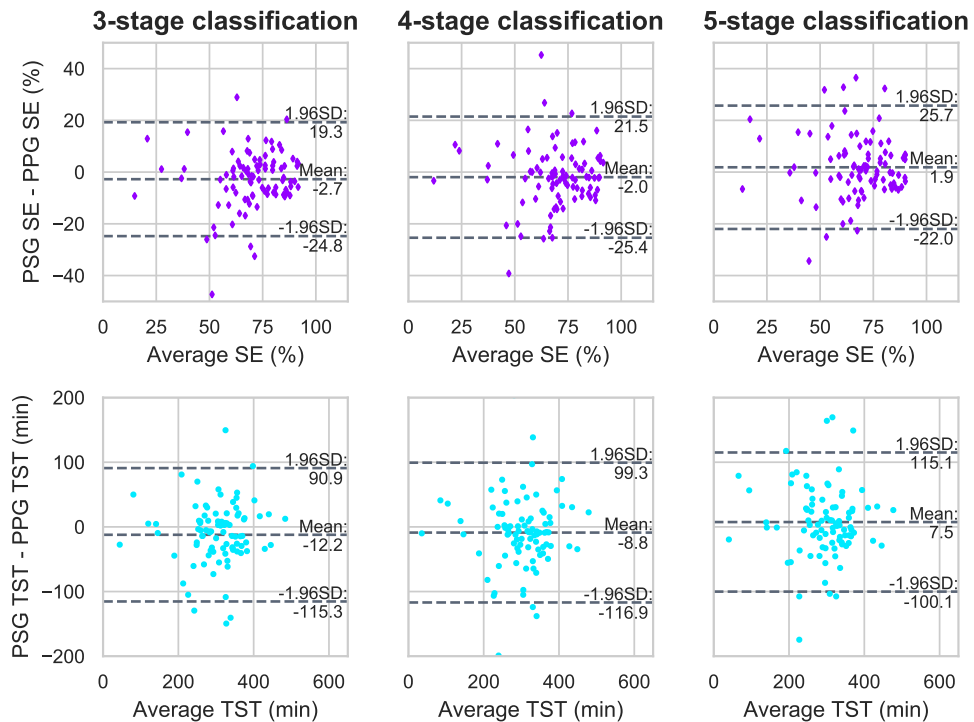 3-stage classification 4-stage classification 5-stage classification
PSG SE - PPG SE (%)
40
20
0
−20
−40
1.96SD:
19.3
Mean:
-2.7
-1.96SD:
-24.8
1.96SD:
21.5
Mean:
-2.0
-1.96SD:
-25.4
1.96SD:
25.7
Mean:
1.9
-1.96SD:
-22.0
0 25 50 75 100
0 25 50 75 100
0 25 50 75 100
Average SE (%) Average SE (%) Average SE (%)
PSG TST - PPG TST (min)
200
100
0
−100
−200
1.96SD:
90.9
Mean:
-12.2
-1.96SD:
-115.3
1.96SD:
99.3
Mean:
-8.8
-1.96SD:
-116.9
1.96SD:
115.1
Mean:
7.5
-1.96SD:
-100.1
0 200 400 600
0 200 400 600
0 200 400 600
Average TST (min) Average TST (min) Average TST (min)